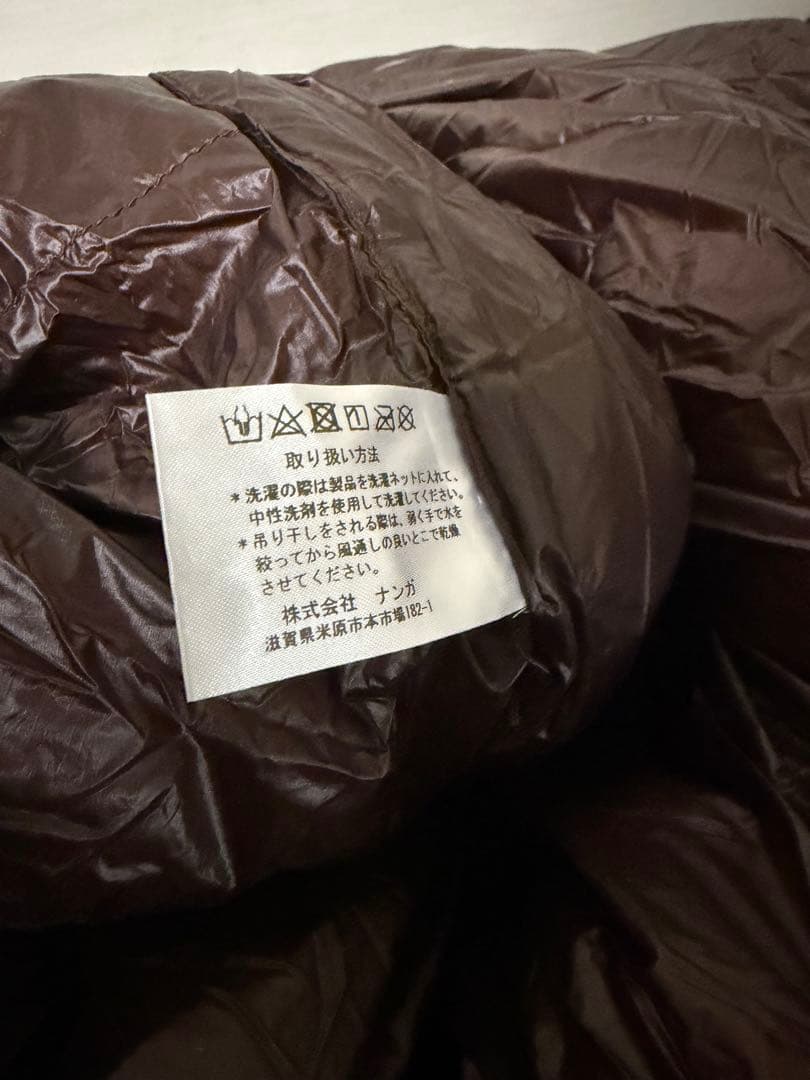 取り扱い方法
*洗濯の際は製品を洗濯ネットに入れて、
中性洗剤を使用して洗濯してください。
*吊り干しをされる際は、弱く手で水を
絞ってから風通しの良いとこで乾燥
させてください。
株式会社 ナンガ
滋賀県米原市本市場182-1